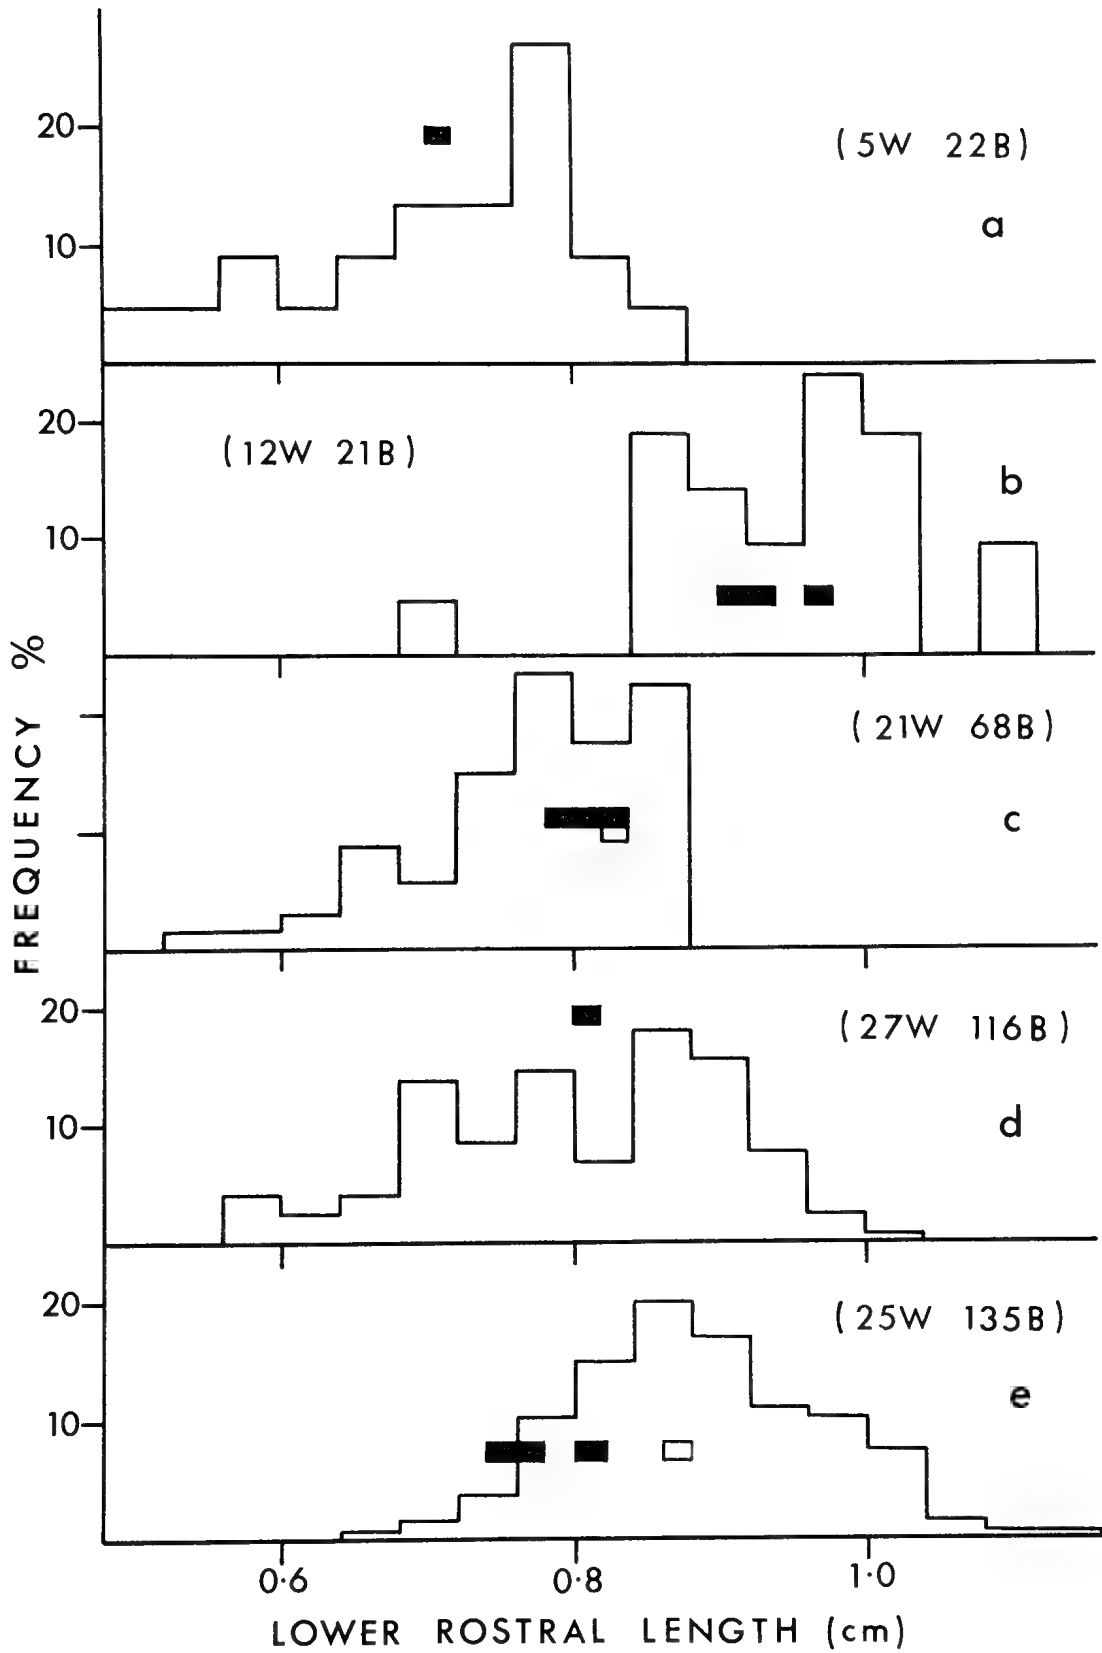 20
10
(5W 22B)
a
20
10
(12W 21B)
b
(21W 68B)
c
20
10
(27W 116B)
d
20
10
(25W 135B)
e
FREQUENCY %
0·6 0·8 1·0
LOWER ROSTRAL LENGTH (cm)